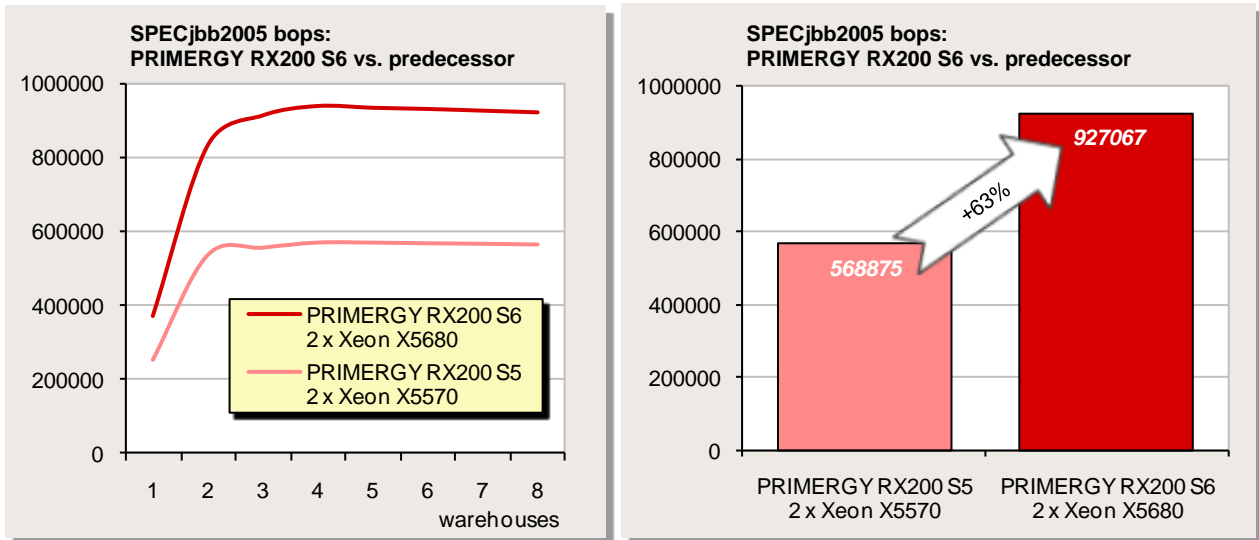 SPECjbb2005 bops:
PRIMERGY RX200 S6 vs. predecessor
1000000
800000
600000
400000
200000
0
PRIMERGY RX200 S6
2 x Xeon X5680
PRIMERGY RX200 S5
2 x Xeon X5570
1 2 3 4 5 6 7 8
warehouses
SPECjbb2005 bops:
PRIMERGY RX200 S6 vs. predecessor
1000000
800000
600000
400000
200000
0
927067
+63%
568875
PRIMERGY RX200 S5
2 x Xeon X5570
PRIMERGY RX200 S6
2 x Xeon X5680